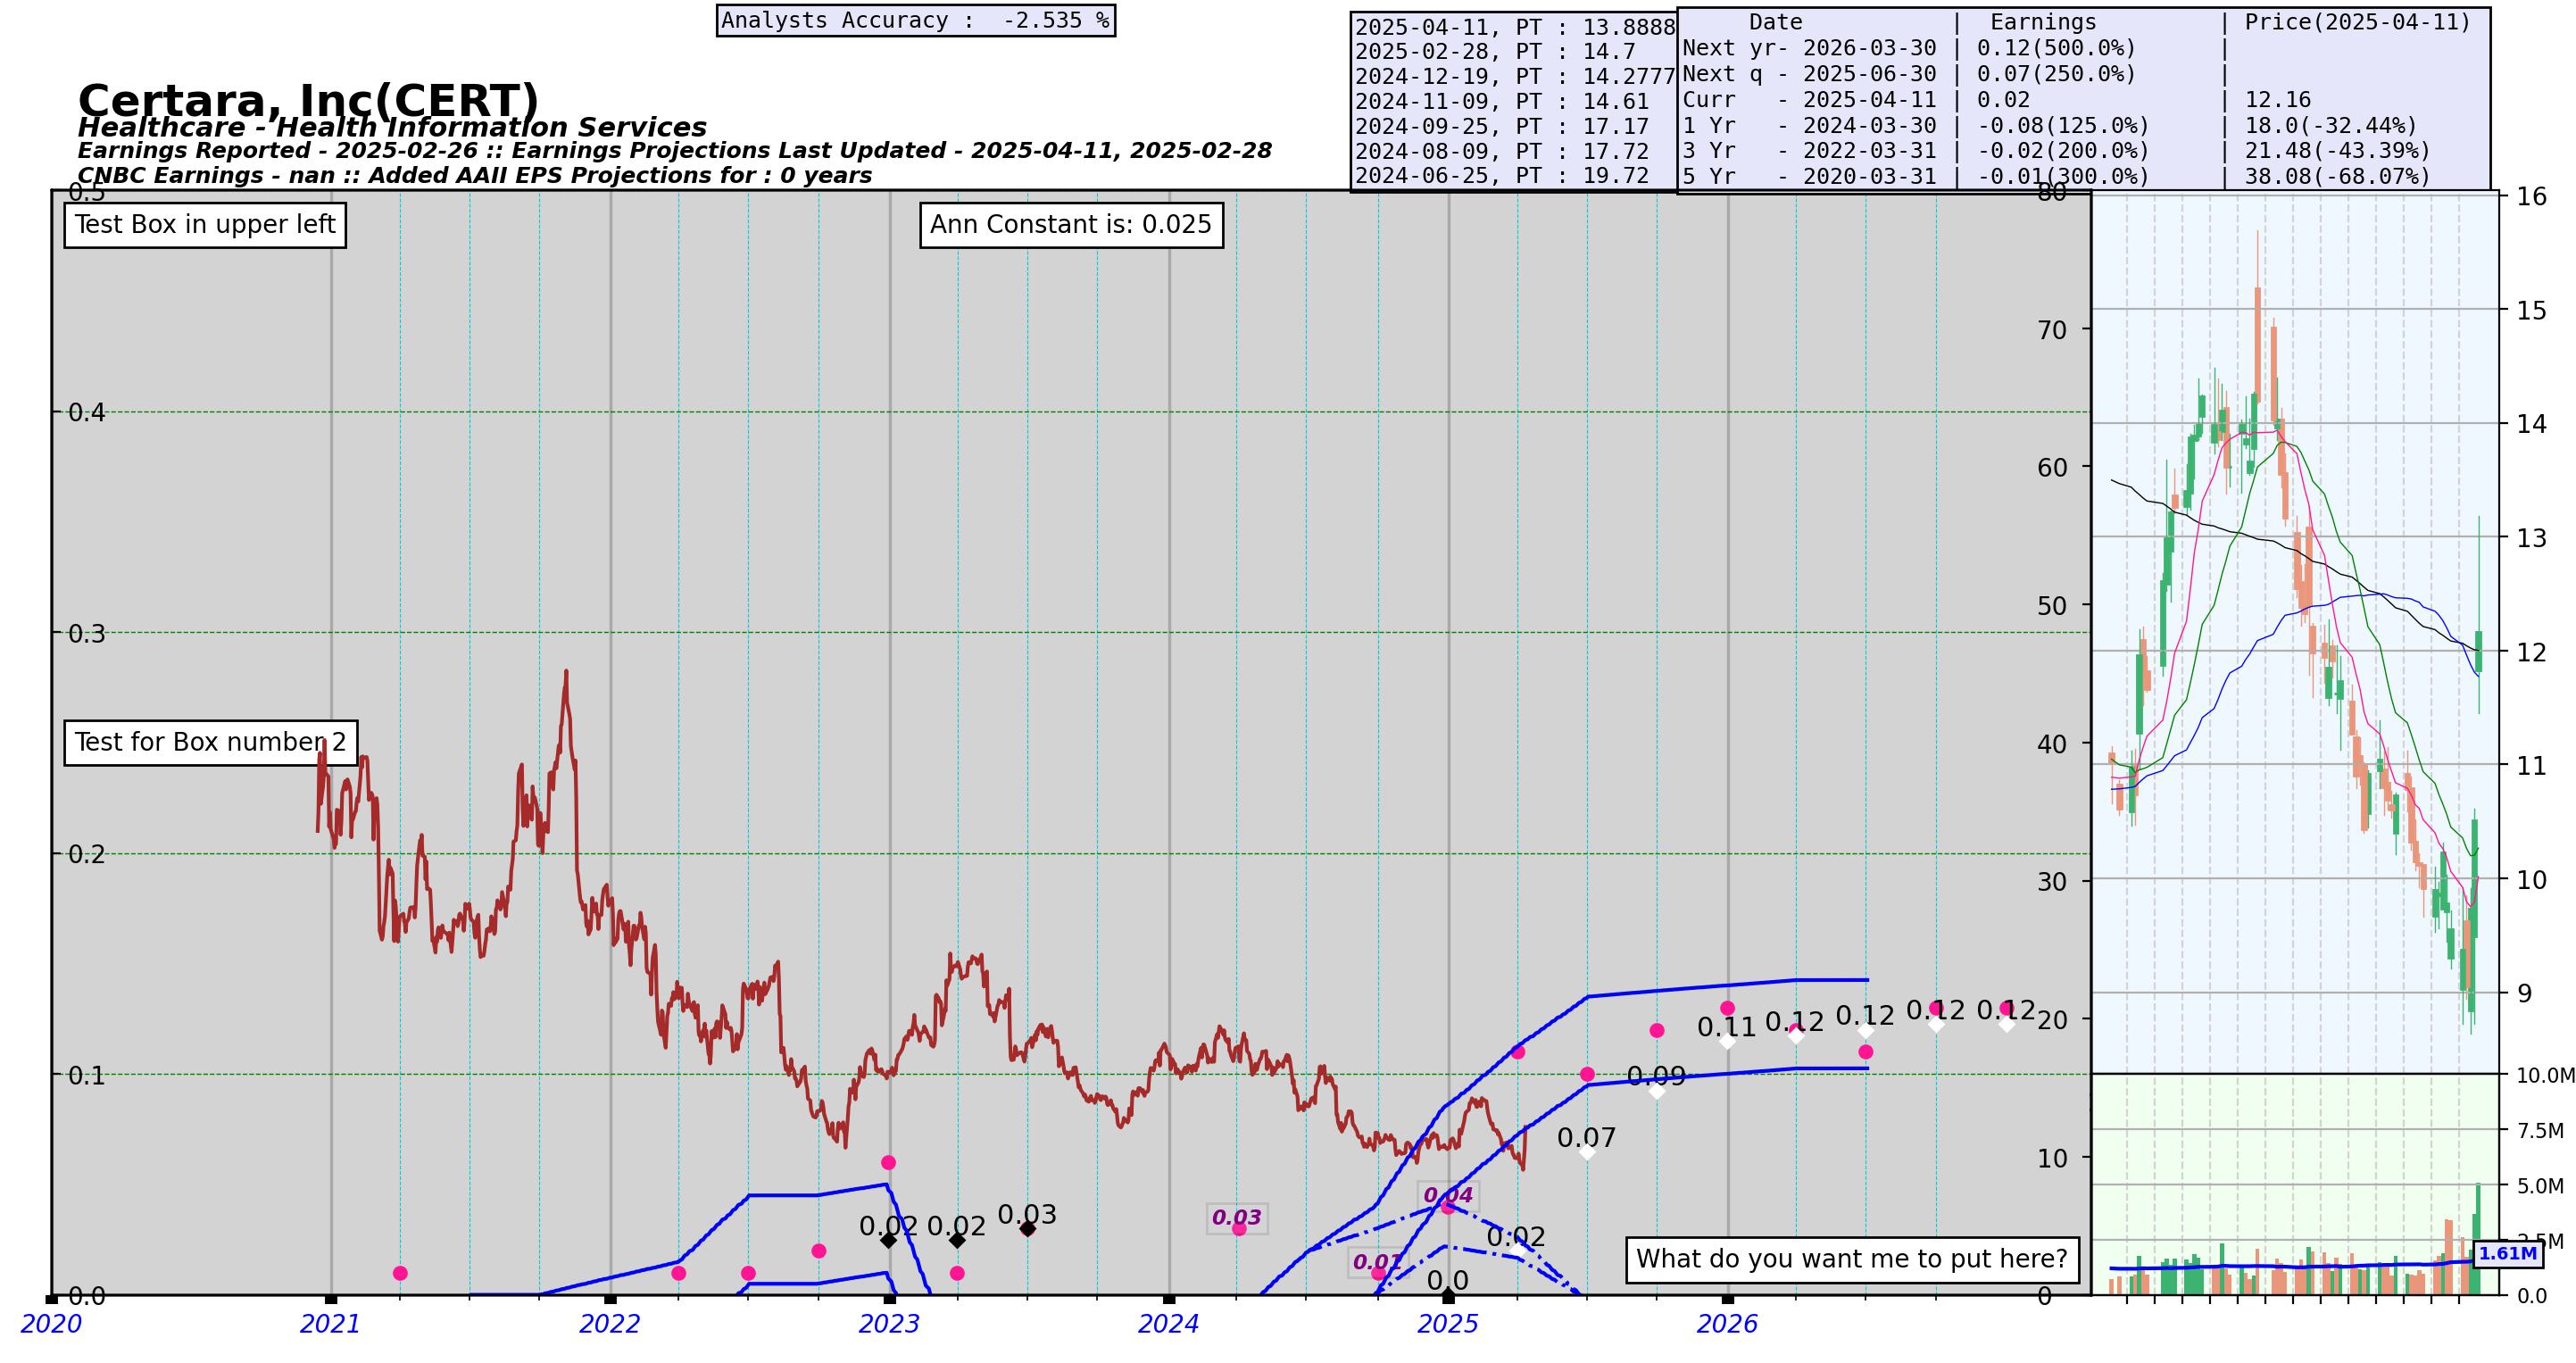 Analysts Accuracy :  -2.535 %
2025-04-11, PT : 13.8888
2025-02-28, PT : 14.7
2024-12-19, PT : 14.2777
2024-11-09, PT : 14.61
2024-09-25, PT : 17.17
2024-08-09, PT : 17.72
2024-06-25, PT : 19.72
Date | Earnings | Price(2025-04-11)
Next yr- 2026-03-30 | 0.12(500.0%) |
Next q - 2025-06-30 | 0.07(250.0%) |
Curr - 2025-04-11 | 0.02 | 12.16
1 Yr - 2024-03-30 | -0.08(125.0%) | 18.0(-32.44%)
3 Yr - 2022-03-31 | -0.02(200.0%) | 21.48(-43.39%)
5 Yr - 2020-03-31 | -0.01(300.0%) | 38.08(-68.07%)
Certara, Inc(CERT)
Healthcare - Health Information Services
Earnings Reported - 2025-02-26 :: Earnings Projections Last Updated - 2025-04-11, 2025-02-28
CNBC Earnings - nan :: Added AAII EPS Projections for : 0 years
Test Box in upper left
Ann Constant is: 0.025
Test for Box number 2
What do you want me to put here?
0.5
0.4
0.3
0.2
0.1
0.0
80
70
60
50
40
30
20
10
0
16
15
14
13
12
11
10
9
10.0M
7.5M
5.0M
1.61M
0.0
0.02 0.02 0.03
0.03
0.01
0.04
0.0
0.02
0.07
0.09
0.11 0.12 0.12 0.12 0.12
2020 2021 2022 2023 2024 2025 2026